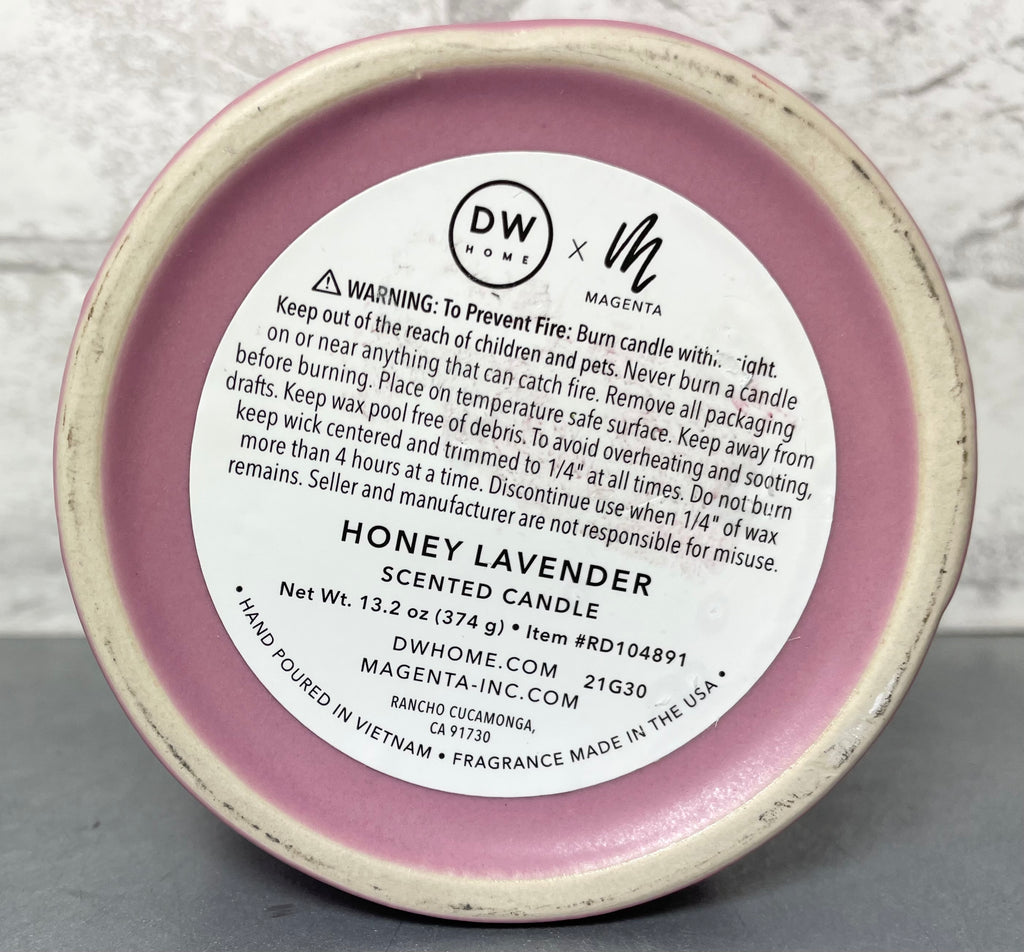 DW
HOME
X
MAGENTA
WARNING: To Prevent Fire: Burn candle
Keep out of the reach of children and pets. Never burn a candle
on or near anything that can catch fire. Remove all packaging
before burning. Place on temperature safe surface. Keep away from
drafts. Keep wax pool free of debris. To avoid overheating and sooting,
keep wick centered and trimmed to 1/4" at all times. Do not burn
more than 4 hours at a time. Discontinue use when 1/4" of wax
remains. Seller and manufacturer are not responsible for misuse.
HONEY LAVENDER
SCENTED CANDLE
Net Wt. 13.2 oz (374 g) • Item #RD104891
DWHOME.COM
MAGENTA-INC.COM
21G30
RANCHO CUCAMONGA,
CA 91730
• HAND POURED IN VIETNAM • FRAGRANCE MADE IN THE USA •